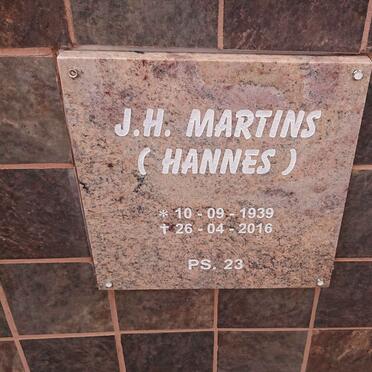 J.H. MARTINS
( HANNES )
* 10 - 09 - 1939
✝ 26 - 04 - 2016
PS. 23